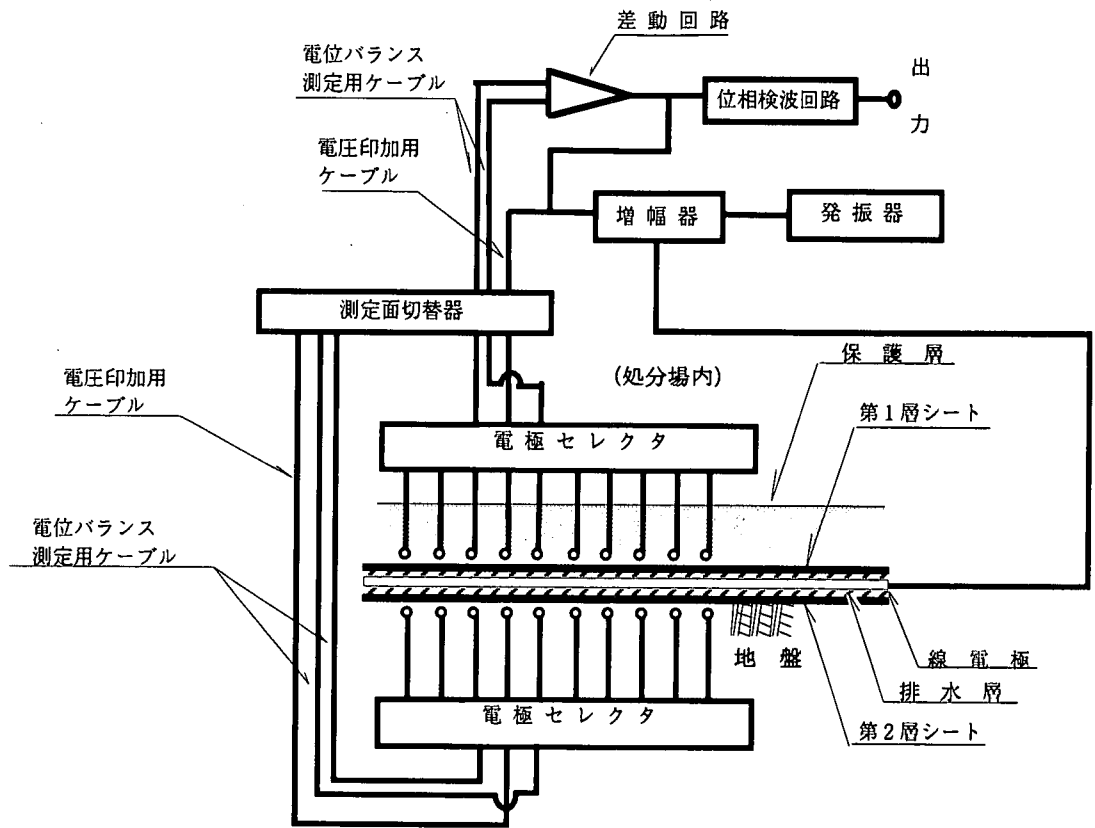 差動回路
電位バランス
測定用ケーブル
位相検波回路
出
力
電圧印加用
ケーブル
増幅器
発振器
測定面切替器
保護層
(処分場内)
電圧印加用
ケーブル
第1層シート
電極セレクタ
電位バランス
測定用ケーブル
地盤
線電極
排水層
電極セレクタ
第2層シート